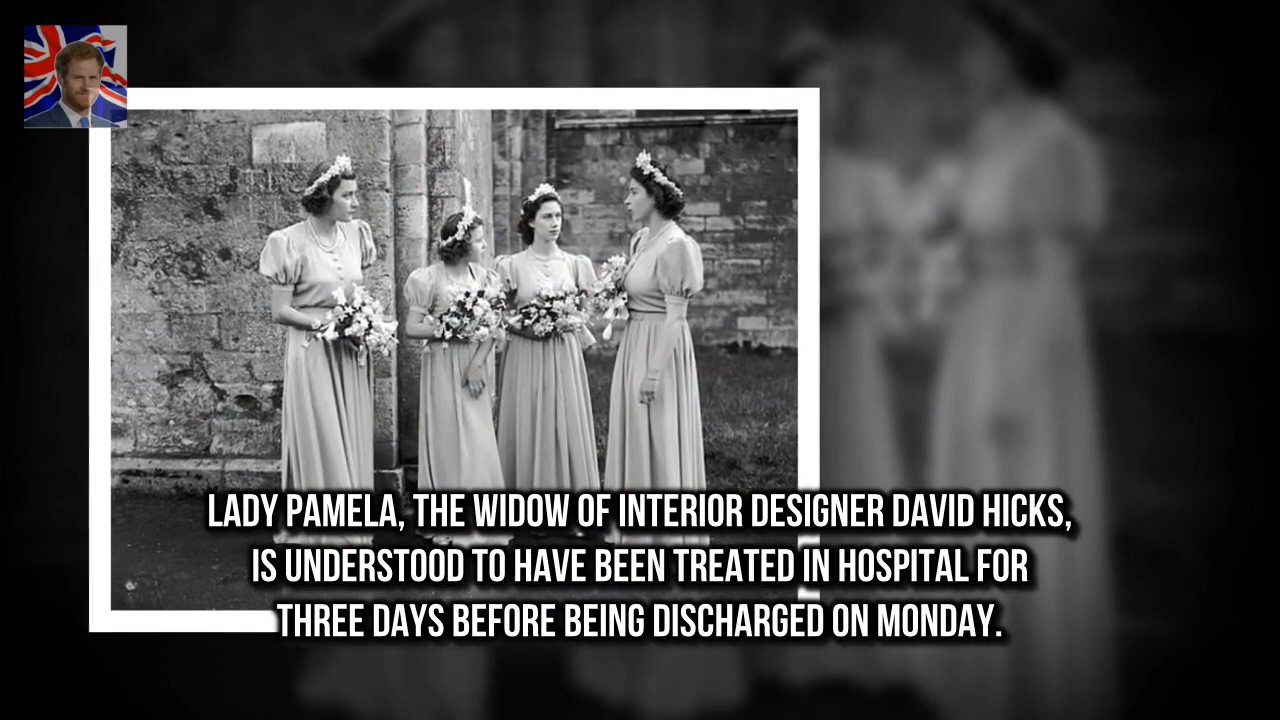 LADY PAMELA, THE WIDOW OF INTERIOR DESIGNER DAVID HICKS,
IS UNDERSTOOD TO HAVE BEEN TREATED IN HOSPITAL FOR
THREE DAYS BEFORE BEING DISCHARGED ON MONDAY.